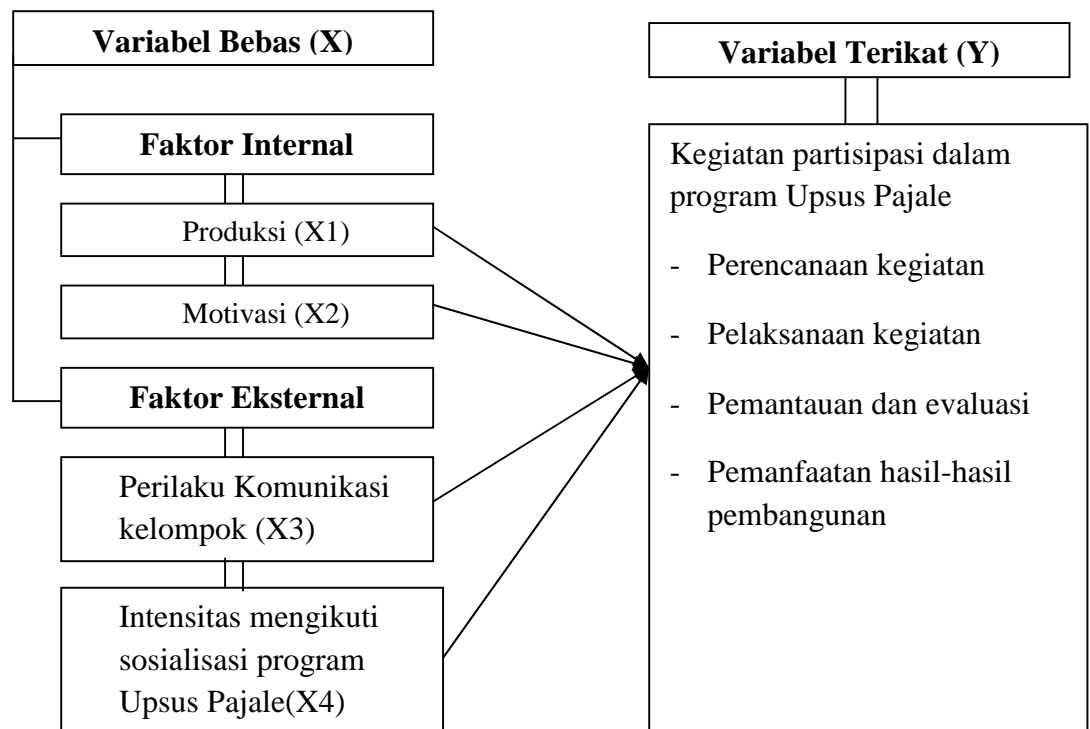 Variabel Bebas (X)
Faktor Internal
Produksi (X1)
Motivasi (X2)
Faktor Eksternal
Perilaku Komunikasi
kelompok (X3)
Intensitas mengikuti
sosialisasi program
Upsus Pajale(X4)
Variabel Terikat (Y)
Kegiatan partisipasi dalam
program Upsus Pajale
- Perencanaan kegiatan
- Pelaksanaan kegiatan
- Pemantauan dan evaluasi
- Pemanfaatan hasil-hasil
pembangunan